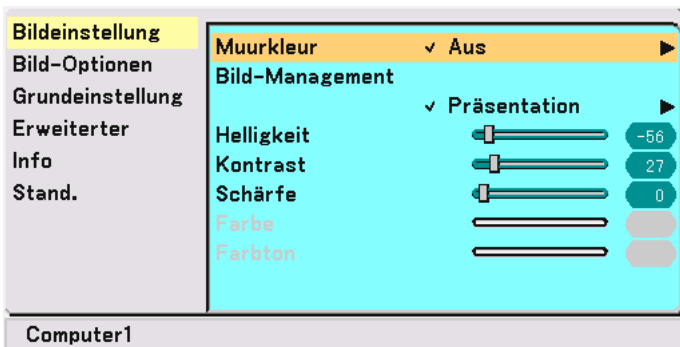 Bildeinstellung
Bild-Optionen
Grundeinstellung
Erweiterter
Info
Stand.
Muurkleur ✓ Aus ▶
Bild-Management
✓ Präsentation ▶
Helligkeit -56
Kontrast 27
Schärfe 0
Farbe
Farbton
Computer1